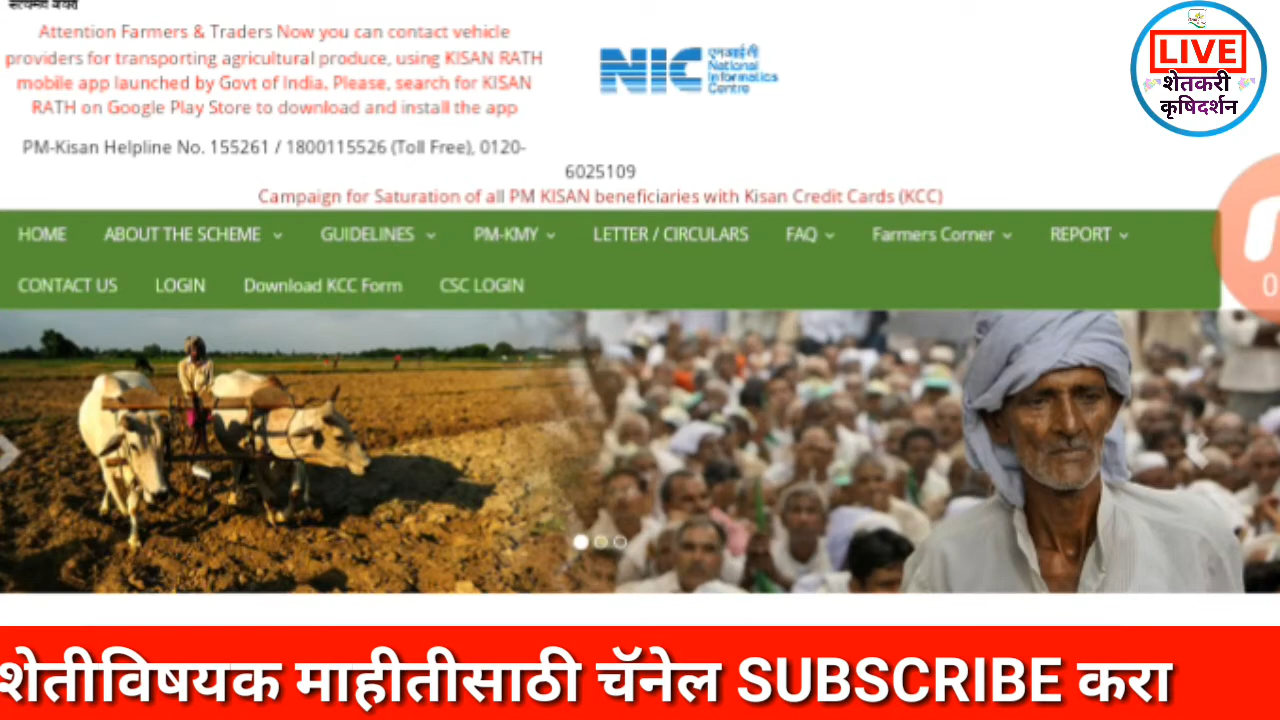 सत्यमेव जयते
Attention Farmers & Traders Now you can contact vehicle
providers for transporting agricultural produce, using KISAN RATH
mobile app launched by Govt of India. Please, search for KISAN
RATH on Google Play Store to download and install the app
NIC एनआईसी
National
Informatics
Centre
LIVE
शेतकरी
कृषिदर्शन
PM-Kisan Helpline No. 155261 / 1800115526 (Toll Free), 0120-
6025109
Campaign for Saturation of all PM KISAN beneficiaries with Kisan Credit Cards (KCC)
HOME ABOUT THE SCHEME GUIDELINES PM-KMY LETTER / CIRCULARS FAQ Farmers Corner REPORT
CONTACT US LOGIN Download KCC Form CSC LOGIN
शेतीविषयक माहीतीसाठी चॅनेल SUBSCRIBE करा